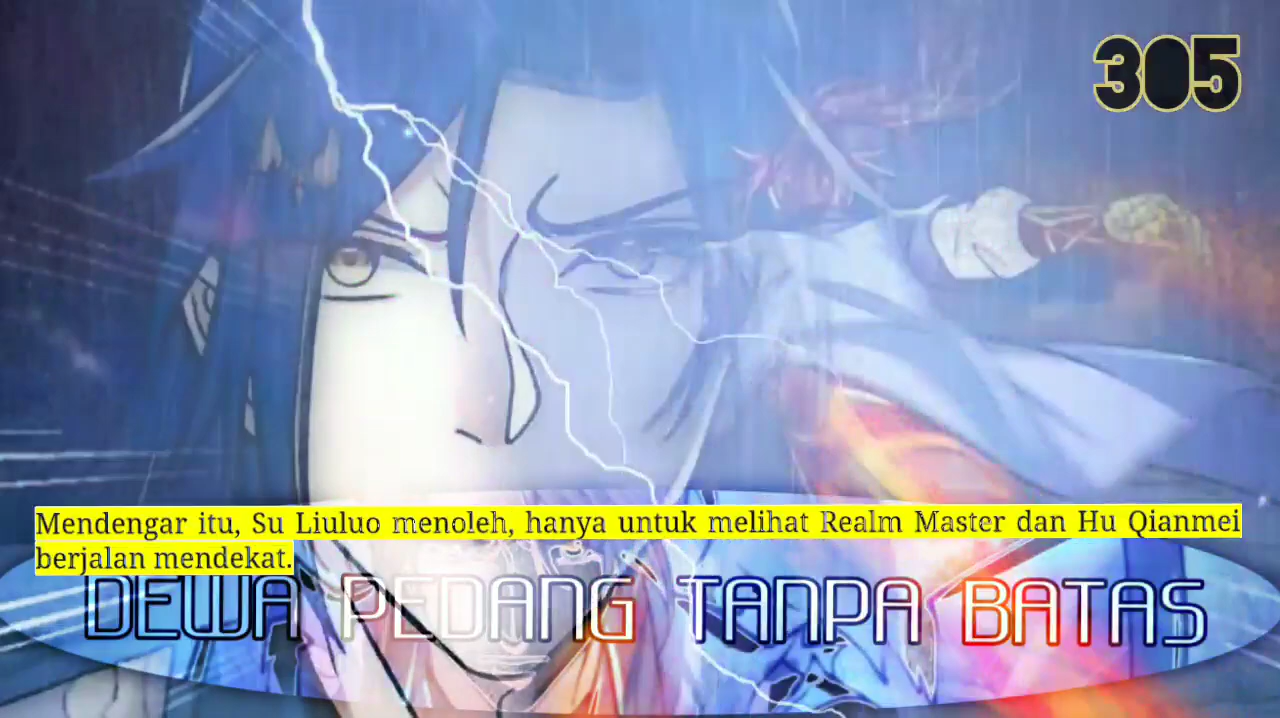 305
Mendengar itu, Su Liuluo menoleh, hanya untuk melihat Realm Master dan Hu Qianmei
berjalan mendekat.
DEWA PEDANG TANPA BATAS